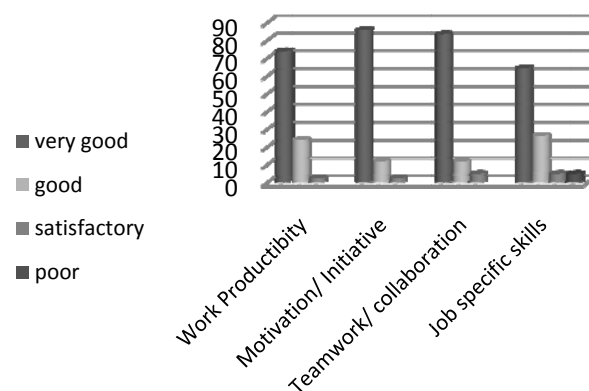 90
80
70
60
50
40
30
20
10
0
very good
good
satisfactory
poor
Work Productibity
Motivation/ Initiative
Teamwork/ collaboration
Job specific skills